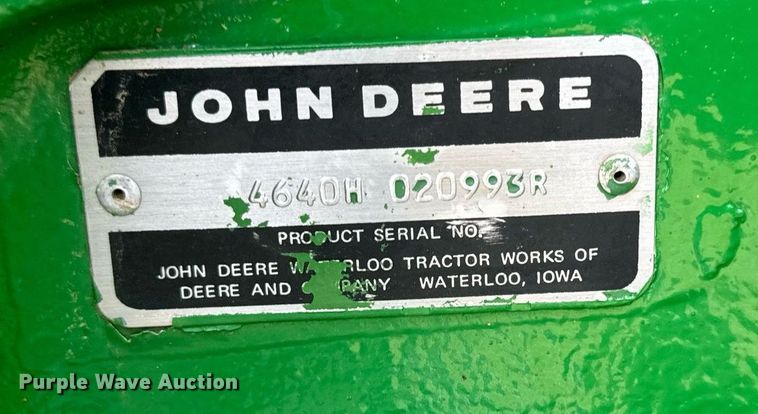 JOHN DEERE
4640H 020993R
PRODUCT SERIAL NO.
JOHN DEERE TRACTOR WORKS OF
DEERE AND WATERLOO, IOWA
Purple Wave Auction